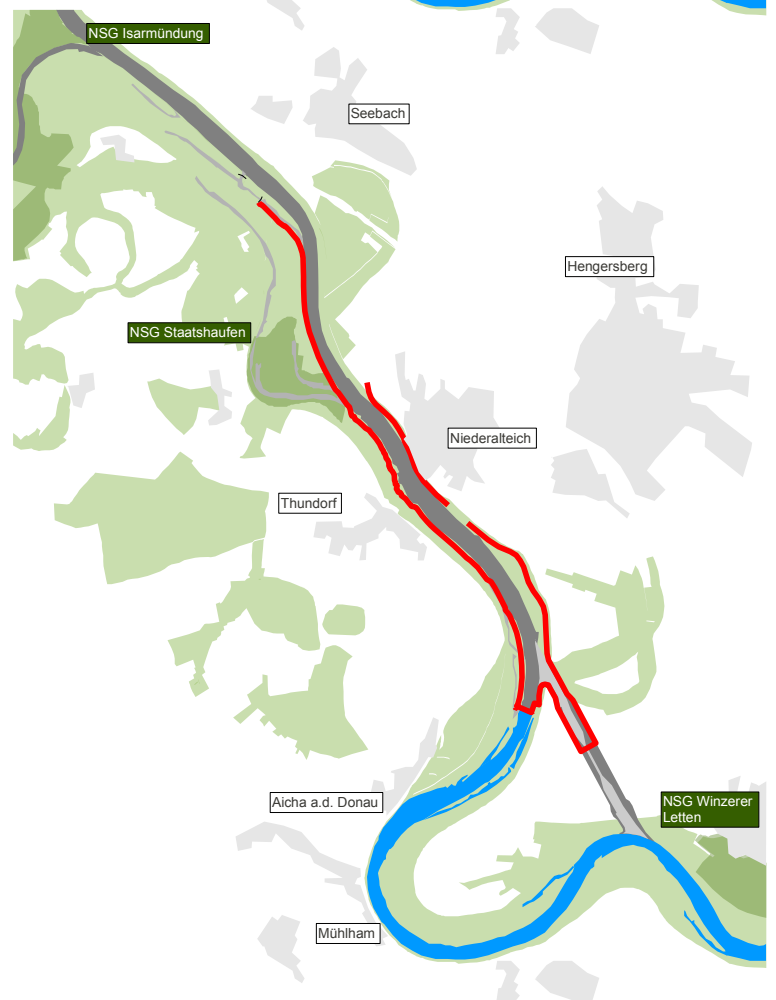 NSG Isarmündung
Seebach
Hengersberg
NSG Staatshaufen
Niederalteich
Thundorf
Aicha a.d. Donau
NSG Winzerer
Letten
Mühlham